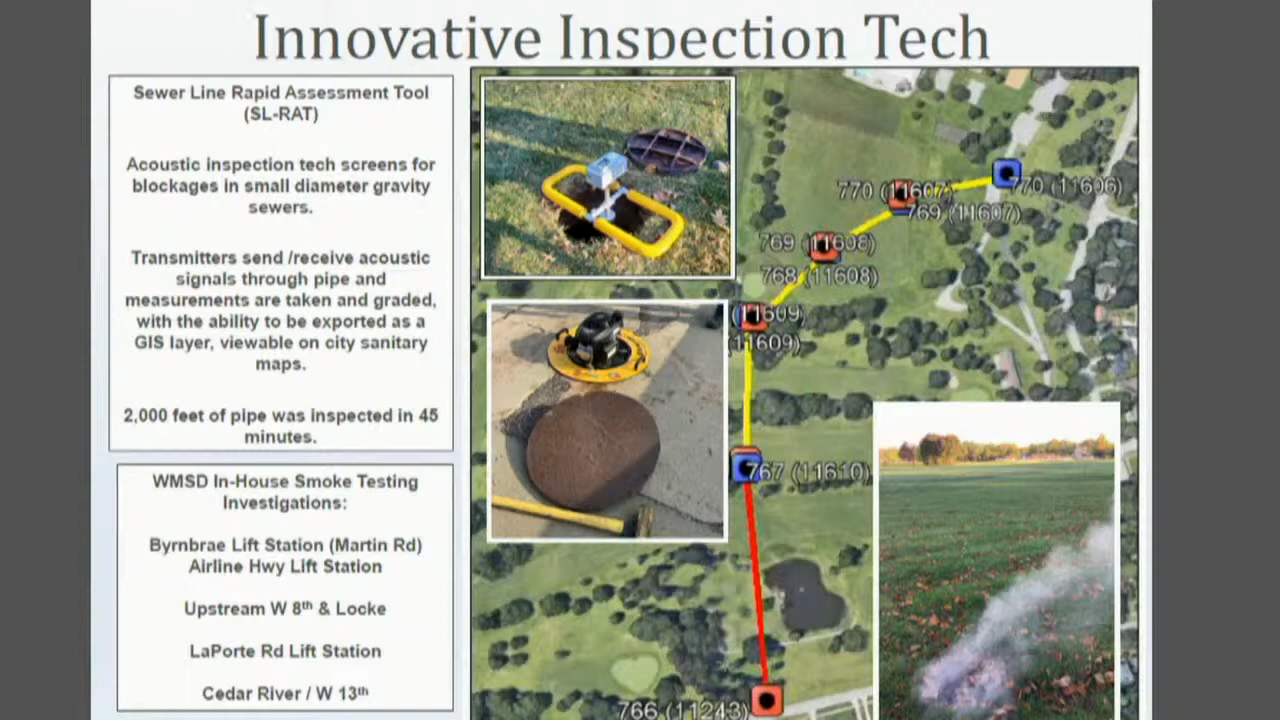 Innovative Inspection Tech
Sewer Line Rapid Assessment Tool
(SL-RAT)
Acoustic inspection tech screens for
blockages in small diameter gravity
sewers.
Transmitters send /receive acoustic
signals through pipe and
measurements are taken and graded,
with the ability to be exported as a
GIS layer, viewable on city sanitary
maps.
2,000 feet of pipe was inspected in 45
minutes.
WMSD In-House Smoke Testing
Investigations:
Byrnbrae Lift Station (Martin Rd)
Airline Hwy Lift Station
Upstream W 8th & Locke
LaPorte Rd Lift Station
Cedar River / W 13th
770 (11606)
770 (11607)
769 (11607)
769 (11608)
768 (11608)
(11609)
(11609)
767 (11610)
766 (11243)